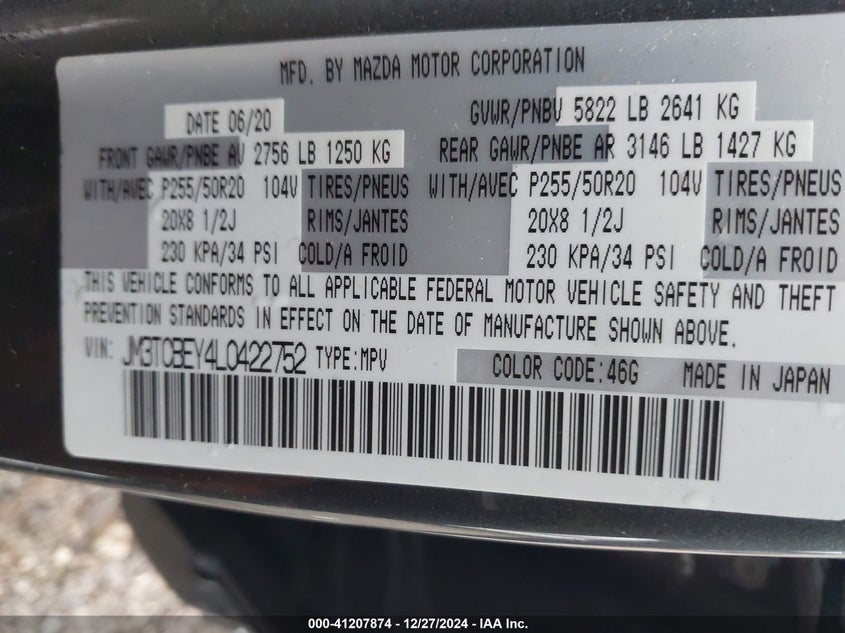 MFD. BY MAZDA MOTOR CORPORATION
DATE 06/20 GVWR/PNBV 5822 LB 2641 KG
FRONT GAWR/PNBE AV 2756 LB 1250 KG REAR GAWR/PNBE AR 3146 LB 1427 KG
WITH/AVEC P255/50R20 104V TIRES/PNEUS WITH/AVEC P255/50R20 104V TIRES/PNEUS
20X8 1/2J RIMS/JANTES 20X8 1/2J RIMS/JANTES
230 KPA/34 PSI COLD/A FROID 230 KPA/34 PSI COLD/A FROID
THIS VEHICLE CONFORMS TO ALL APPLICABLE FEDERAL MOTOR VEHICLE SAFETY AND THEFT
PREVENTION STANDARDS IN EFFECT ON THE DATE OF MANUFACTURE SHOWN ABOVE.
VIN: JM3TCBEY4L0422752 TYPE:MPV COLOR CODE:46G MADE IN JAPAN
000-41207874 / 12/27/2024 - IAA Inc.